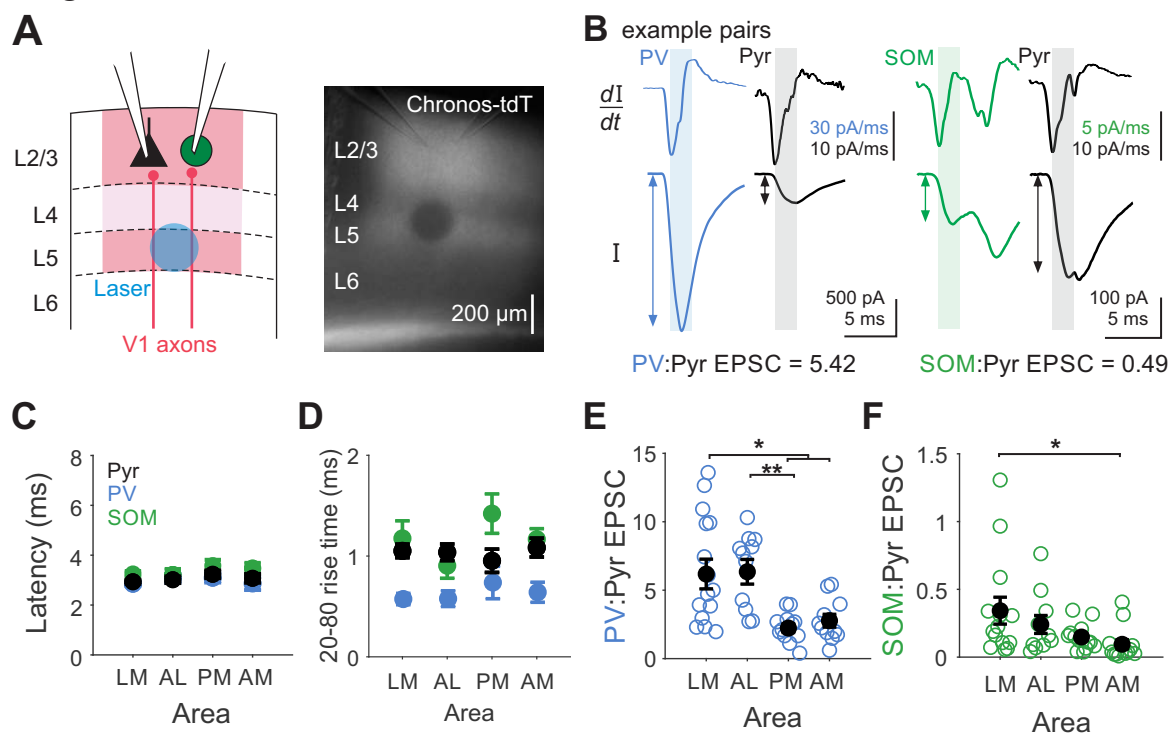 A
L2/3
L4
L5
L6
Laser
V1 axons
Chronos-tdT
L2/3
L4
L5
L6
200 µm
B example pairs
PV
Pyr
SOM
Pyr
dI
dt
30 pA/ms
10 pA/ms
5 pA/ms
10 pA/ms
I
500 pA
5 ms
100 pA
5 ms
PV:Pyr EPSC = 5.42
SOM:Pyr EPSC = 0.49
C
Latency (ms)
8
6
4
2
0
Pyr
PV
SOM
LM AL PM AM
Area
D
20-80 rise time (ms)
2
1
0
LM AL PM AM
Area
E
PV:Pyr EPSC
15
10
5
0
*
**
LM AL PM AM
Area
F
SOM:Pyr EPSC
1.5
1
0.5
0
*
LM AL PM AM
Area